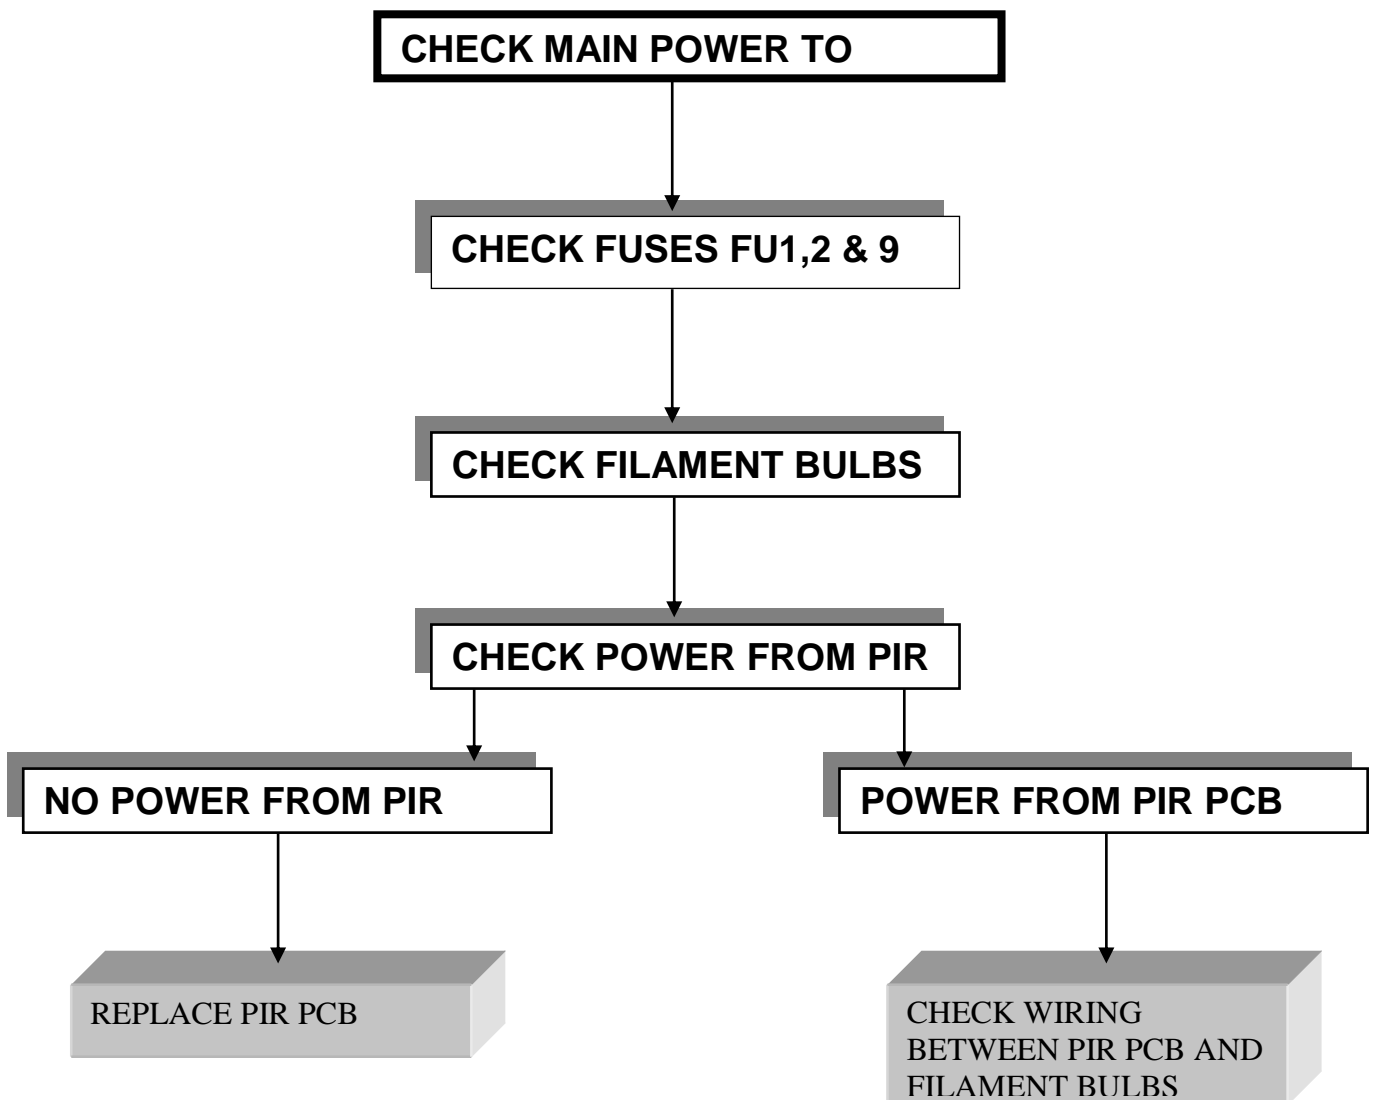 CHECK MAIN POWER TO
CHECK FUSES FU1,2 & 9
CHECK FILAMENT BULBS
CHECK POWER FROM PIR
NO POWER FROM PIR
POWER FROM PIR PCB
REPLACE PIR PCB
CHECK WIRING
BETWEEN PIR PCB AND
FILAMENT BULBS